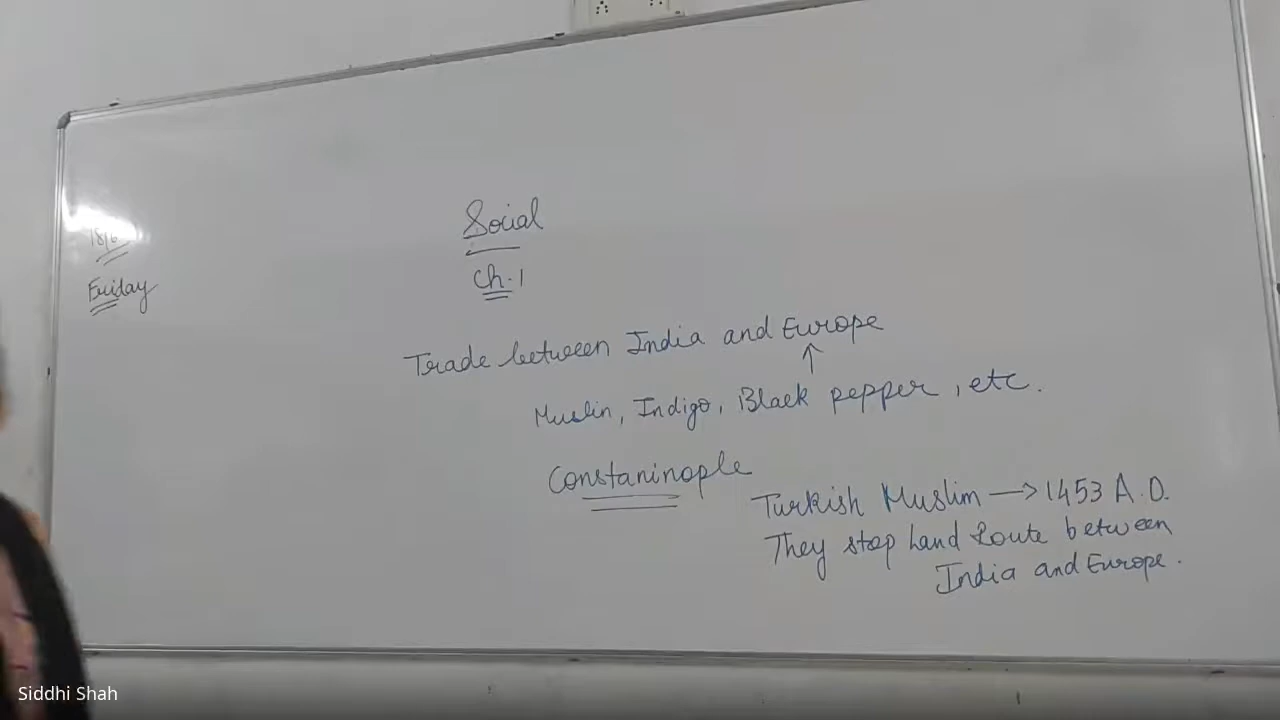 Social
Ch.1
18/6
Friday
Trade between India and Europe
Muslin, Indigo, Black pepper, etc.
Constaninople
Turkish Muslim → 1453 A.D.
They stop Land Route between
India and Europe.
Siddhi Shah